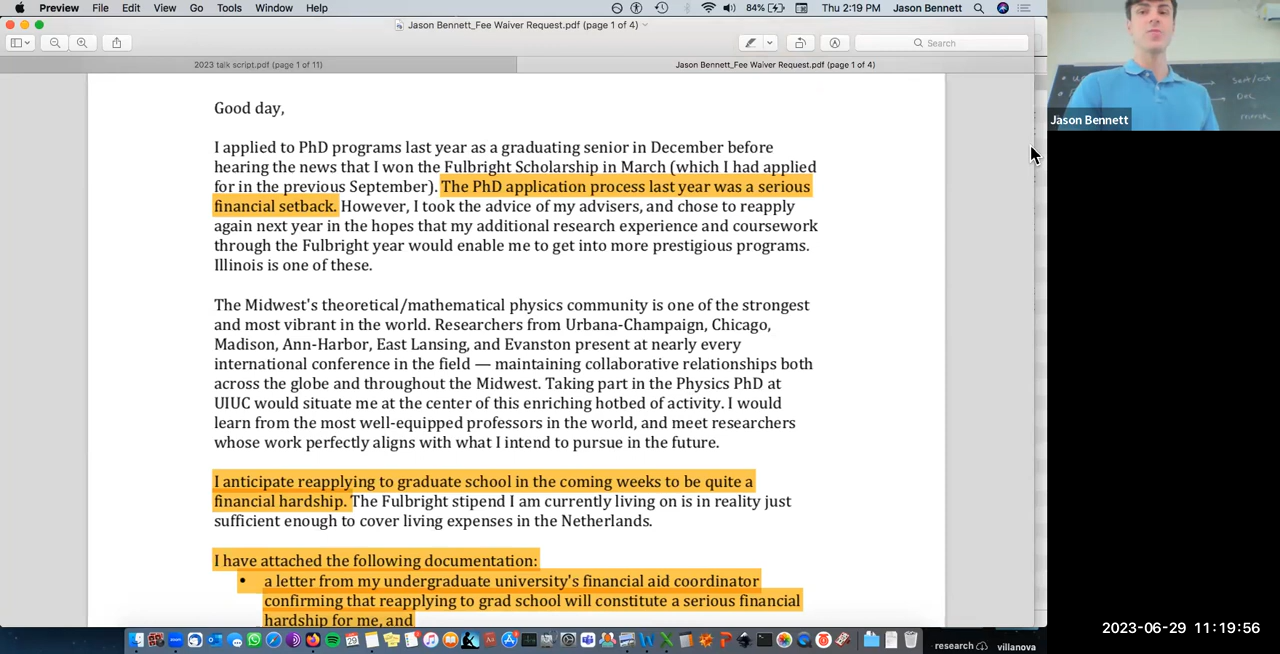 Preview File Edit View Go Tools Window Help
84% Thu 2:19 PM Jason Bennett
Jason Bennett_Fee Waiver Request.pdf (page 1 of 4)
Search
2023 talk script.pdf (page 1 of 11)
Jason Bennett_Fee Waiver Request.pdf (page 1 of 4)
Good day,
I applied to PhD programs last year as a graduating senior in December before
hearing the news that I won the Fulbright Scholarship in March (which I had applied
for in the previous September). The PhD application process last year was a serious
financial setback. However, I took the advice of my advisers, and chose to reapply
again next year in the hopes that my additional research experience and coursework
through the Fulbright year would enable me to get into more prestigious programs.
Illinois is one of these.
The Midwest's theoretical/mathematical physics community is one of the strongest
and most vibrant in the world. Researchers from Urbana-Champaign, Chicago,
Madison, Ann-Harbor, East Lansing, and Evanston present at nearly every
international conference in the field — maintaining collaborative relationships both
across the globe and throughout the Midwest. Taking part in the Physics PhD at
UIUC would situate me at the center of this enriching hotbed of activity. I would
learn from the most well-equipped professors in the world, and meet researchers
whose work perfectly aligns with what I intend to pursue in the future.
I anticipate reapplying to graduate school in the coming weeks to be quite a
financial hardship. The Fulbright stipend I am currently living on is in reality just
sufficient enough to cover living expenses in the Netherlands.
I have attached the following documentation:
• a letter from my undergraduate university's financial aid coordinator
confirming that reapplying to grad school will constitute a serious financial
hardship for me, and
Jason Bennett
2023-06-29 11:19:56
research villanova